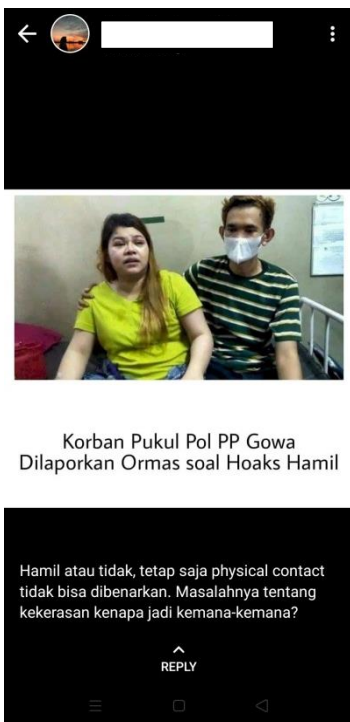 Korban Pukul Pol PP Gowa
Dilaporkan Ormas soal Hoaks Hamil
Hamil atau tidak, tetap saja physical contact
tidak bisa dibenarkan. Masalahnya tentang
kekerasan kenapa jadi kemana-kemana?
REPLY